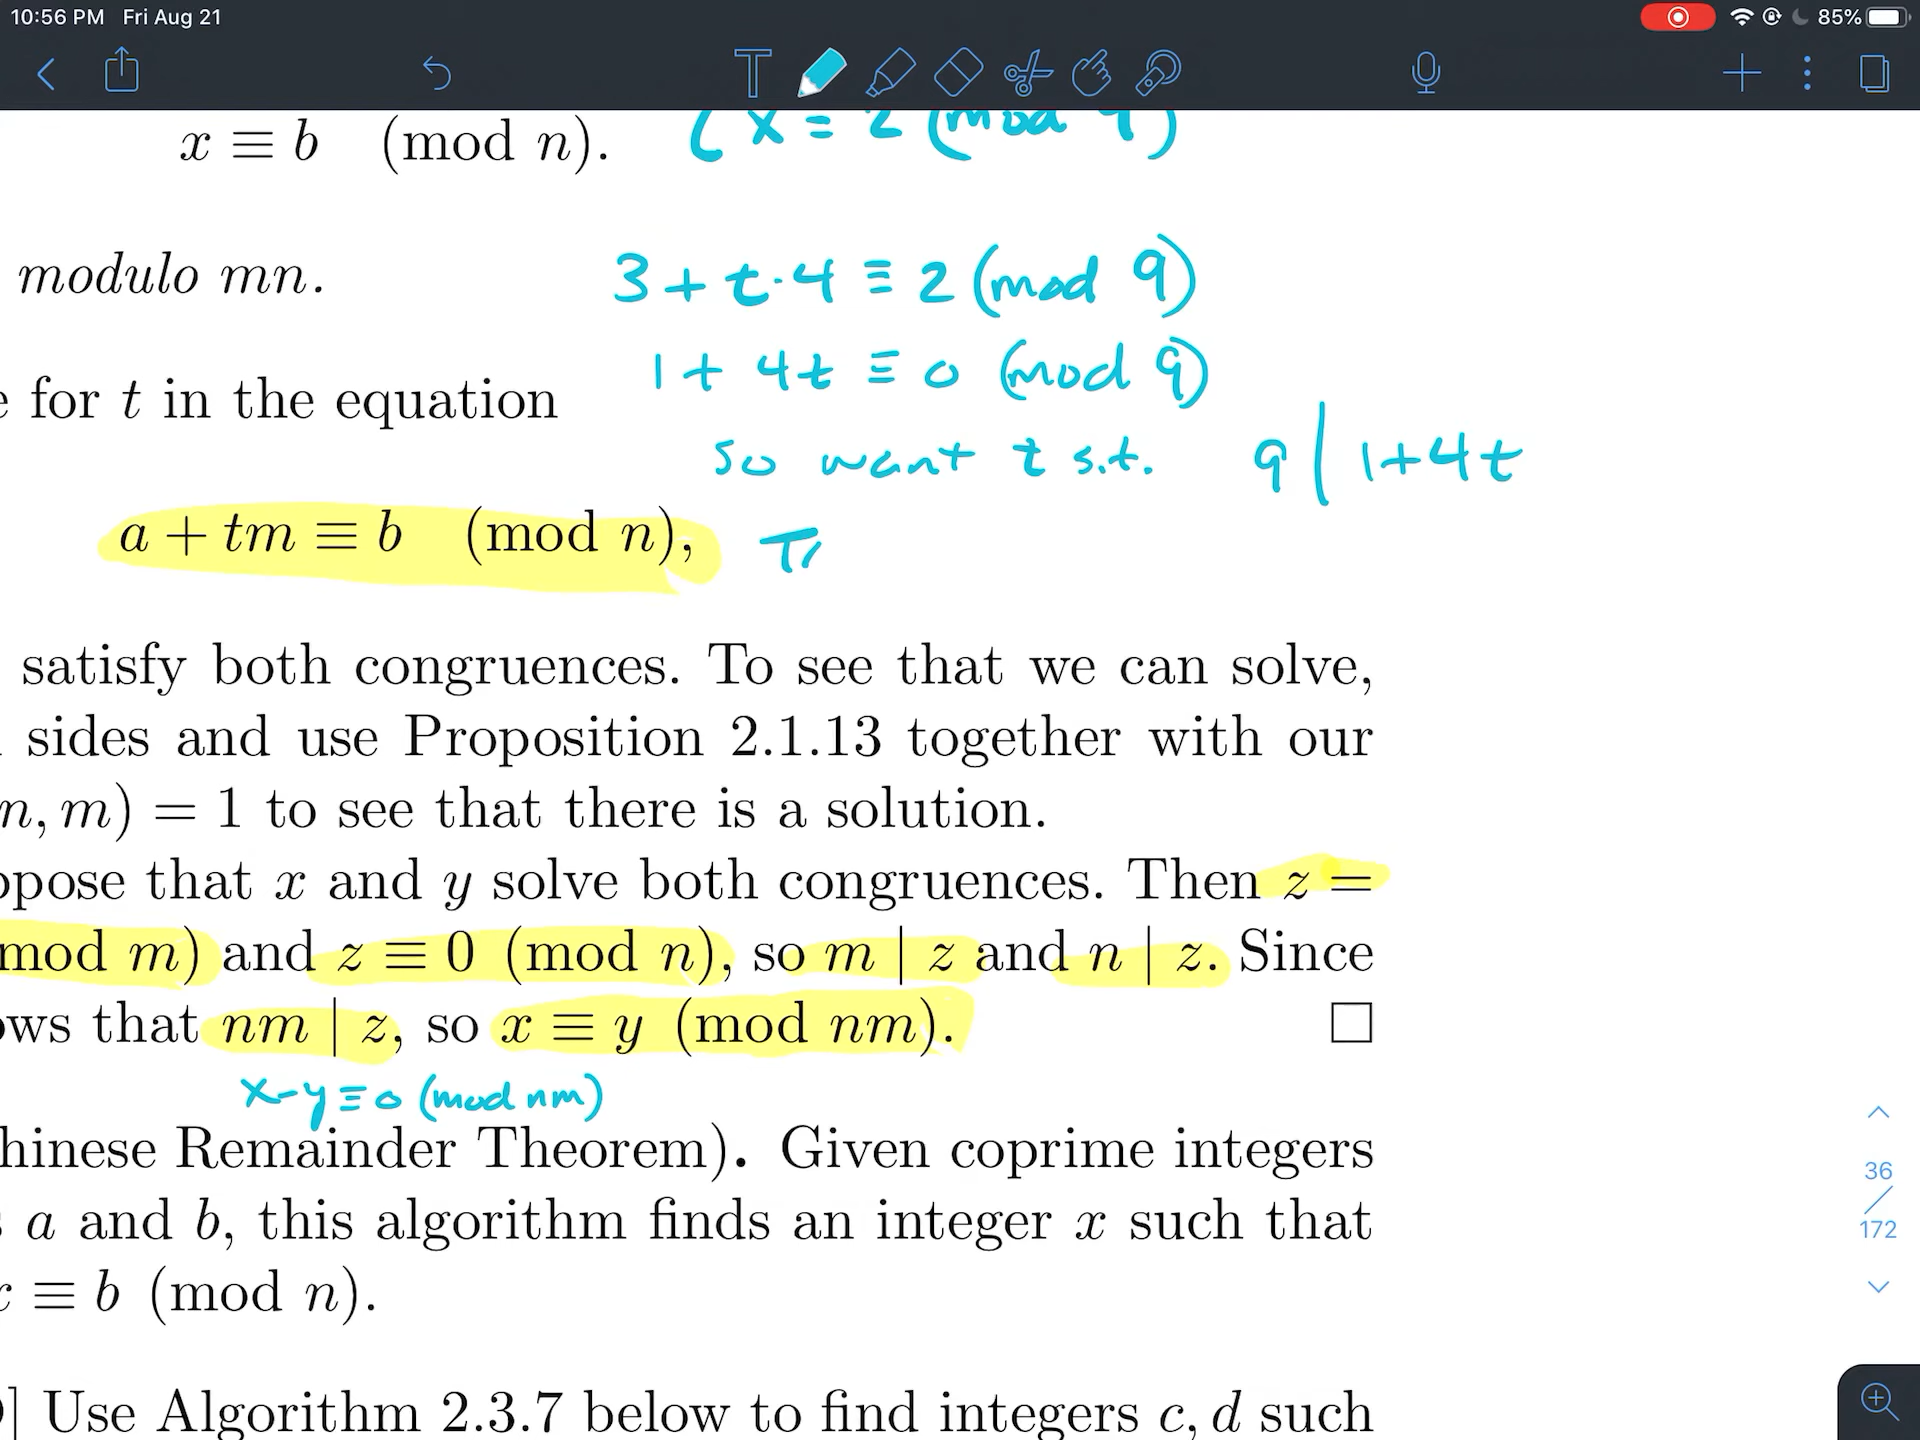 10:56 PM Fri Aug 21 85%
T
x ≡ b (mod n). ( x ≡ 2 (mod 9)
modulo mn. 3 + t·4 ≡ 2 (mod 9)
1 + 4t ≡ 0 (mod 9)
for t in the equation
so want t s.t. 9 | 1+4t
a + tm ≡ b (mod n),
satisfy both congruences. To see that we can solve,
sides and use Proposition 2.1.13 together with our
n, m) = 1 to see that there is a solution.
ppose that x and y solve both congruences. Then z =
mod m) and z ≡ 0 (mod n), so m | z and n | z. Since
ows that nm | z, so x ≡ y (mod nm). □
x-y ≡ 0 (mod nm)
hinese Remainder Theorem). Given coprime integers
36
s a and b, this algorithm finds an integer x such that
172
x ≡ b (mod n).
] Use Algorithm 2.3.7 below to find integers c, d such